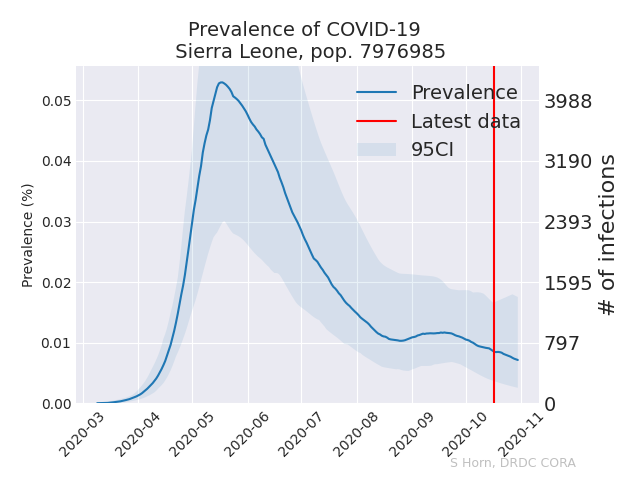 Prevalence of COVID-19
Sierra Leone, pop. 7976985
Prevalence
Latest data
95CI
Prevalence (%)
0.05
0.04
0.03
0.02
0.01
0.00
3988
3190
2393
1595
797
0
# of infections
2020-03
2020-04
2020-05
2020-06
2020-07
2020-08
2020-09
2020-10
2020-11
S Horn, DRDC CORA